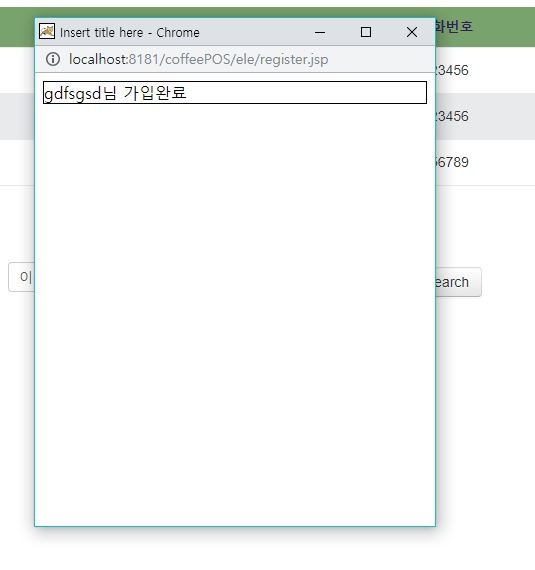 Insert title here - Chrome
화번호
localhost:8181/coffeePOS/ele/register.jsp
gdfsgsd님 가입완료
23456
23456
56789
이
earch